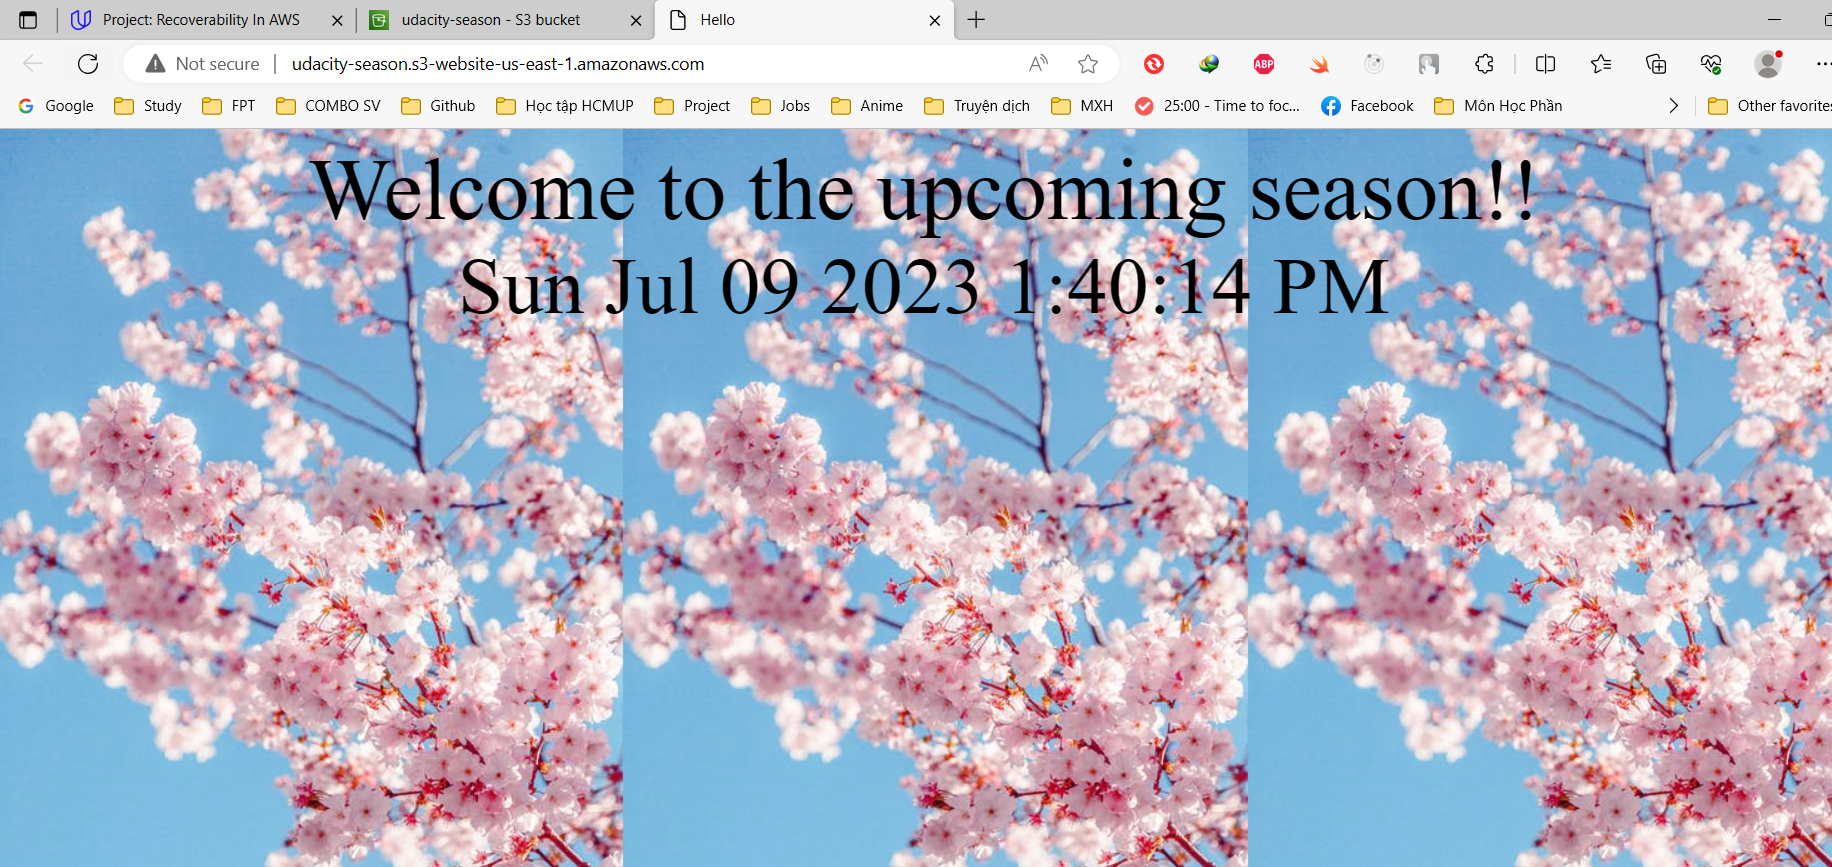 Project: Recoverability In AWS
udacity-season - S3 bucket
Hello
Not secure
udacity-season.s3-website-us-east-1.amazonaws.com
ABP
Google
Study
FPT
COMBO SV
Github
Học tập HCMUP
Project
Jobs
Anime
Truyện dịch
MXH
25:00 - Time to foc...
Facebook
Môn Học Phần
Other favorites
Welcome to the upcoming season!!
Sun Jul 09 2023 1:40:14 PM